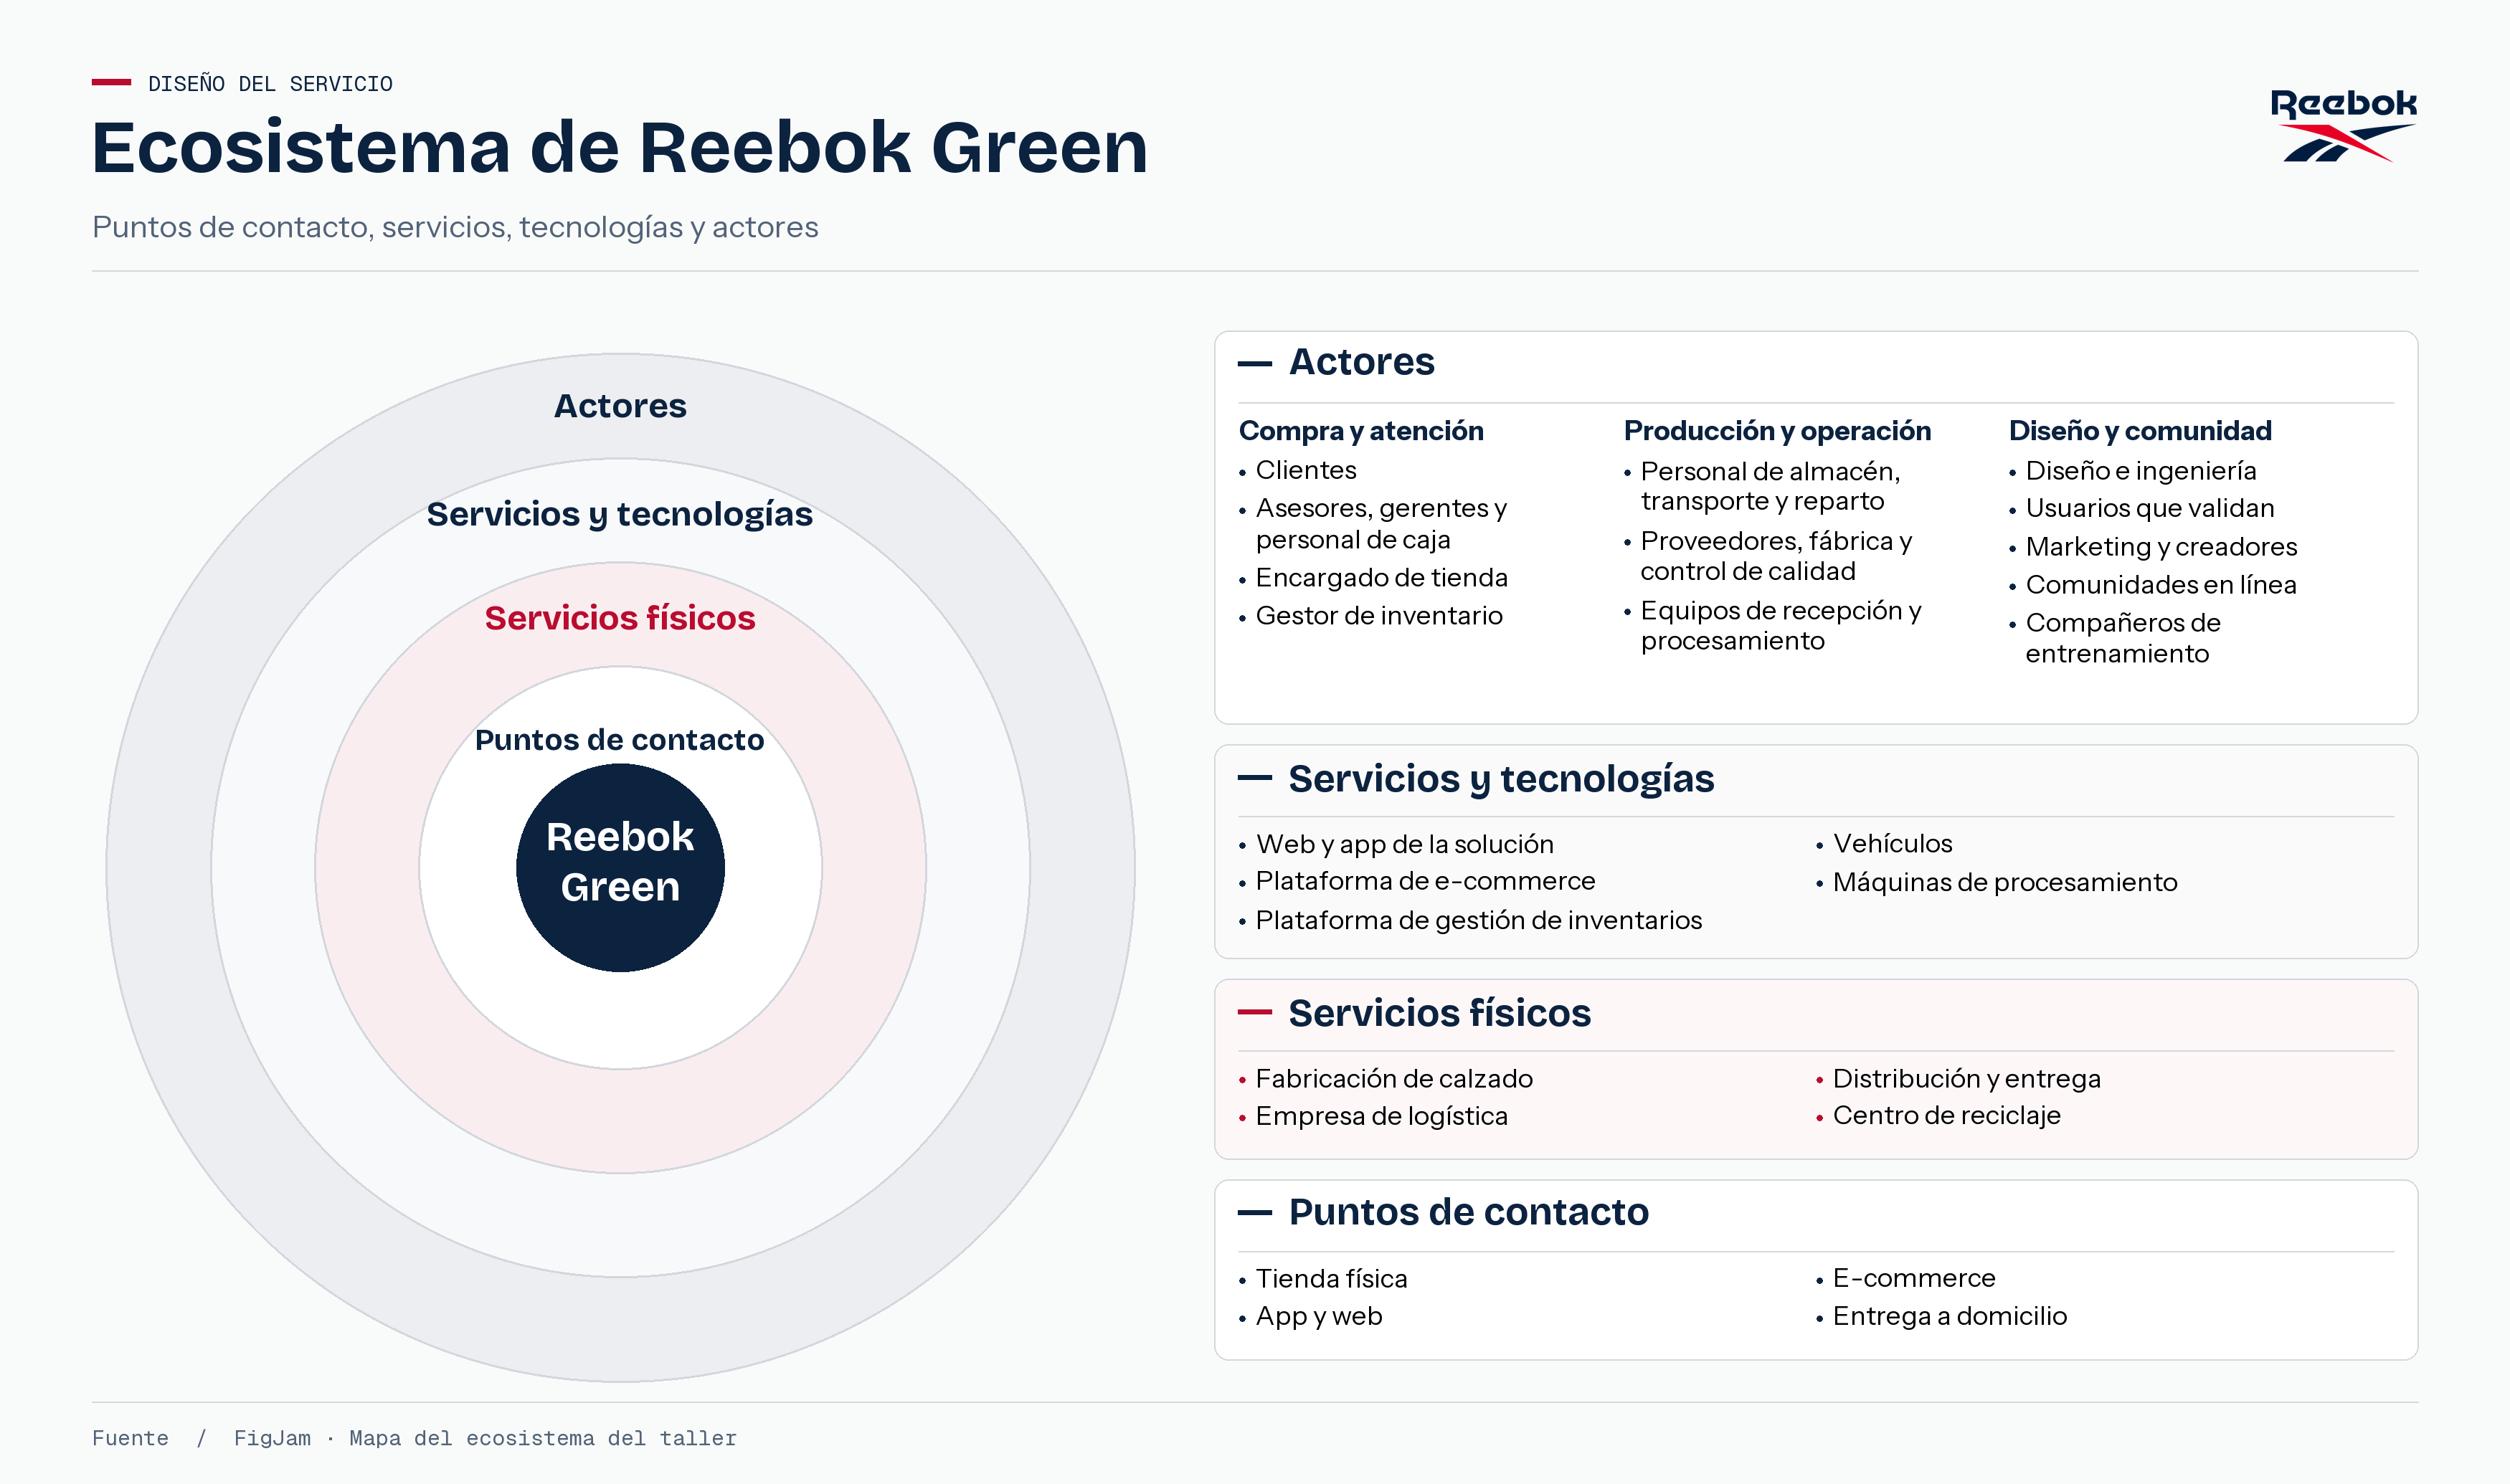 DISEÑO DEL SERVICIO
Ecosistema de Reebok Green
Puntos de contacto, servicios, tecnologías y actores
Reebok
Actores
Servicios y tecnologías
Servicios físicos
Puntos de contacto
Reebok
Green
Actores
Compra y atención
• Clientes
• Asesores, gerentes y
personal de caja
• Encargado de tienda
• Gestor de inventario
Producción y operación
• Personal de almacén,
transporte y reparto
• Proveedores, fábrica y
control de calidad
• Equipos de recepción y
procesamiento
Diseño y comunidad
• Diseño e ingeniería
• Usuarios que validan
• Marketing y creadores
• Comunidades en línea
• Compañeros de
entrenamiento
Servicios y tecnologías
• Web y app de la solución
• Plataforma de e-commerce
• Plataforma de gestión de inventarios
• Vehículos
• Máquinas de procesamiento
Servicios físicos
• Fabricación de calzado
• Empresa de logística
• Distribución y entrega
• Centro de reciclaje
Puntos de contacto
• Tienda física
• App y web
• E-commerce
• Entrega a domicilio
Fuente / FigJam · Mapa del ecosistema del taller